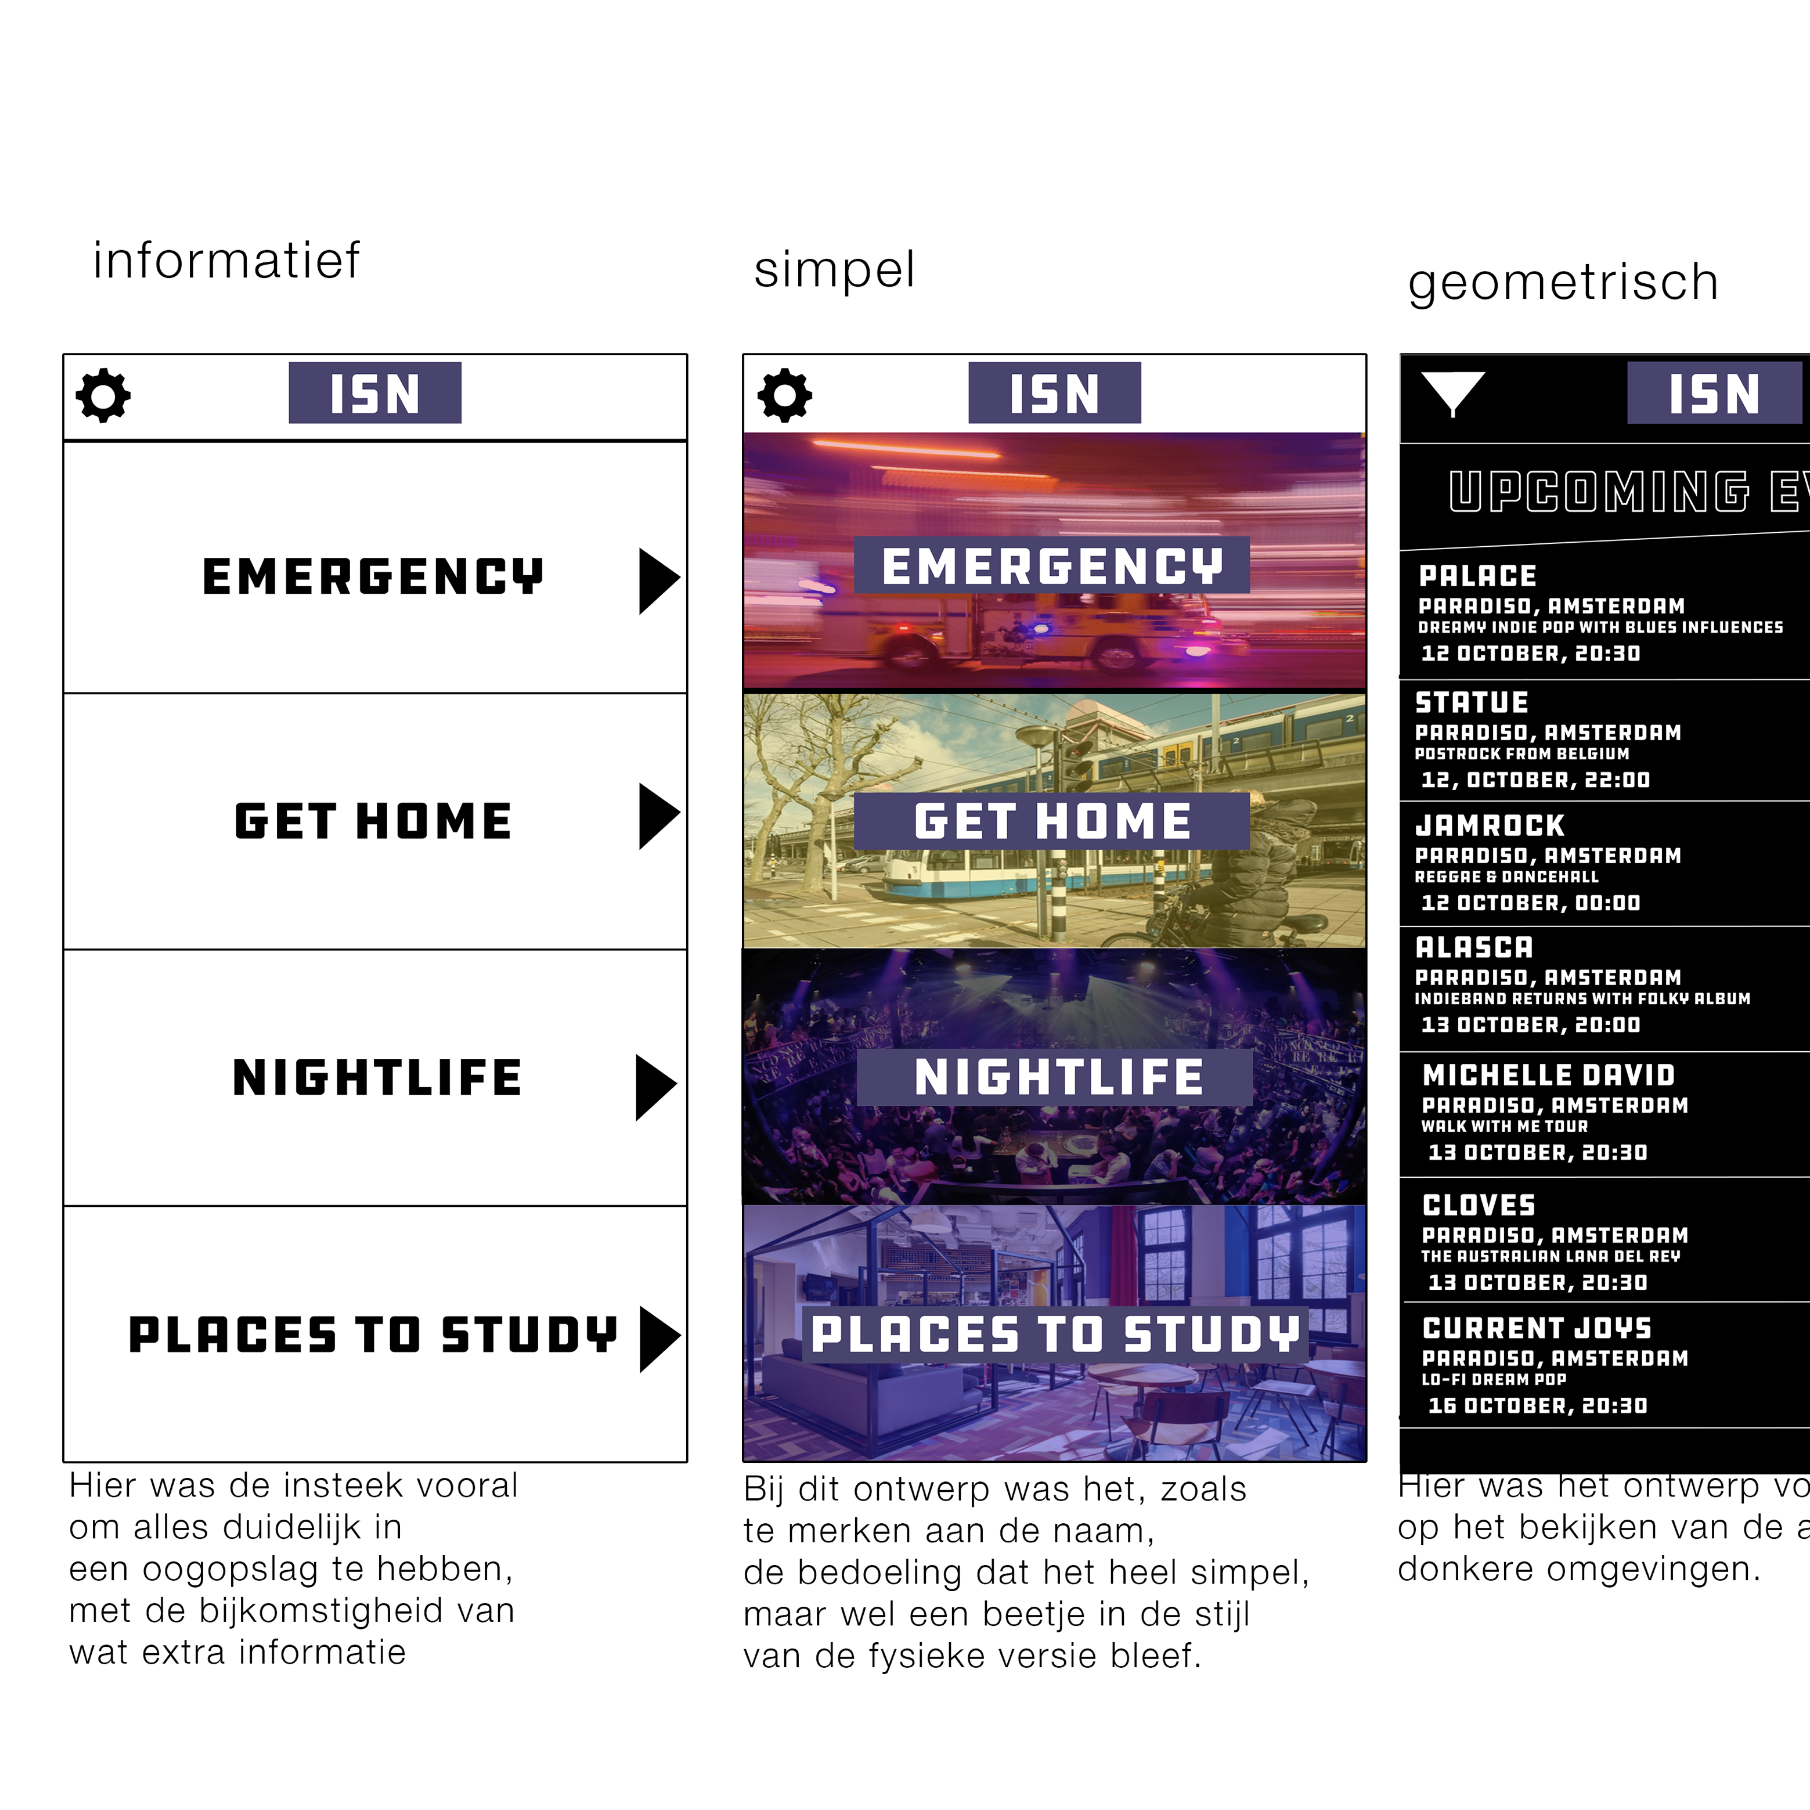 informatief
ISN
EMERGENCY
GET HOME
NIGHTLIFE
PLACES TO STUDY
Hier was de insteek vooral
om alles duidelijk in
een oogopslag te hebben,
met de bijkomstigheid van
wat extra informatie
simpel
ISN
EMERGENCY
GET HOME
NIGHTLIFE
PLACES TO STUDY
Bij dit ontwerp was het, zoals
te merken aan de naam,
de bedoeling dat het heel simpel,
maar wel een beetje in de stijl
van de fysieke versie bleef.
geometrisch
ISN
UPCOMING
PALACE
PARADISO, AMSTERDAM
DREAMY INDIE POP WITH BLUES INFLUENCES
12 OCTOBER, 20:30
STATUE
PARADISO, AMSTERDAM
POSTROCK FROM BELGIUM
12, OCTOBER, 22:00
JAMROCK
PARADISO, AMSTERDAM
REGGAE & DANCEHALL
12 OCTOBER, 00:00
ALASCA
PARADISO, AMSTERDAM
INDIEBAND RETURNS WITH FOLKY ALBUM
13 OCTOBER, 20:00
MICHELLE DAVID
PARADISO, AMSTERDAM
WALK WITH ME TOUR
13 OCTOBER, 20:30
CLOVES
PARADISO, AMSTERDAM
THE AUSTRALIAN LANA DEL REY
13 OCTOBER, 20:30
CURRENT JOYS
PARADISO, AMSTERDAM
LO-FI DREAM POP
16 OCTOBER, 20:30
Hier was het ontwerp
op het bekijken van de
donkere omgevingen.